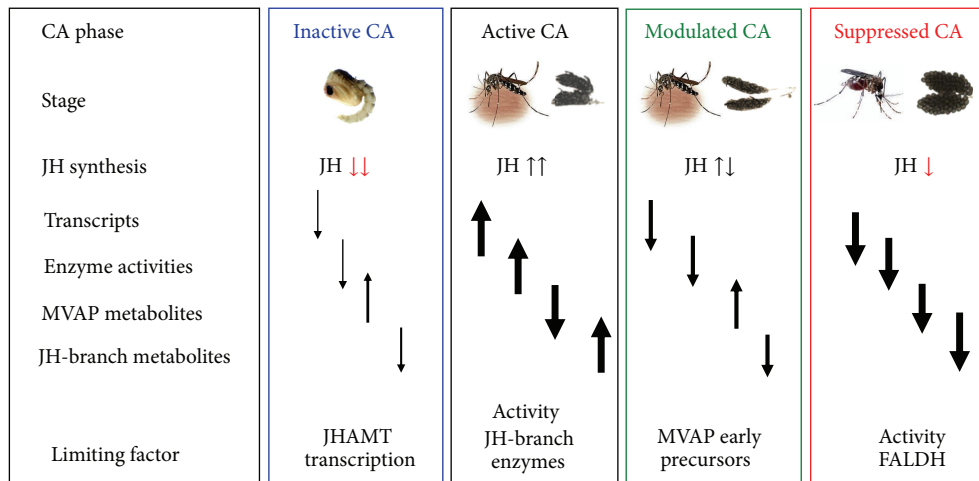 CA phase
Inactive CA
Active CA
Modulated CA
Suppressed CA
Stage
JH synthesis
JH ↓↓
JH ↑↑
JH ↑↓
JH ↓
Transcripts
Enzyme activities
MVAP metabolites
JH-branch metabolites
Limiting factor
JHAMT
transcription
Activity
JH-branch
enzymes
MVAP early
precursors
Activity
FALDH